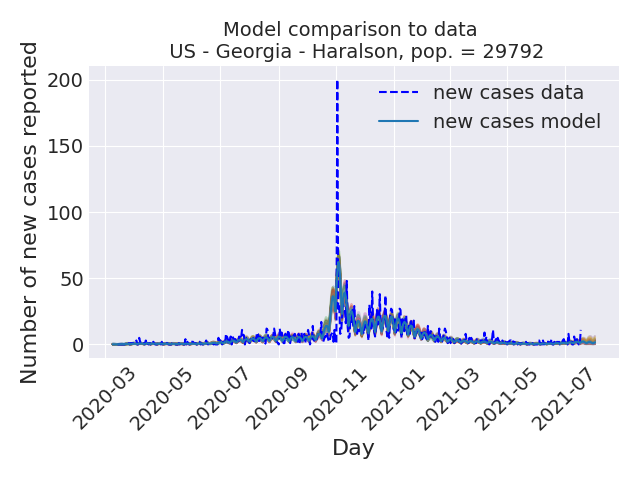 Model comparison to data
US - Georgia - Haralson, pop. = 29792
Number of new cases reported
200
150
100
50
0
new cases data
new cases model
2020-03
2020-05
2020-07
2020-09
2020-11
2021-01
2021-03
2021-05
2021-07
Day